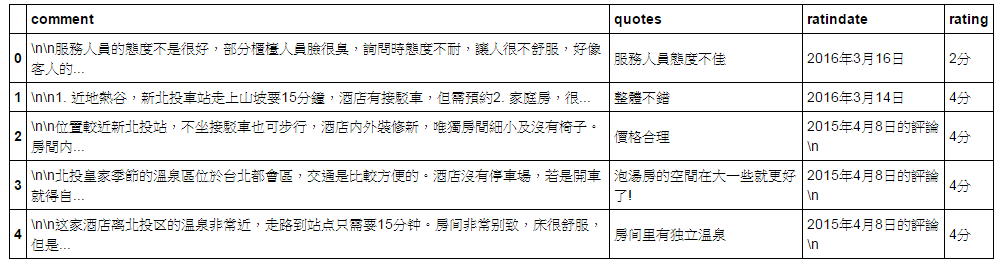 comment quotes ratindate rating
0 \n\n服務人員的態度不是很好，部分櫃檯人員臉很臭，詢問時態度不耐，讓人很不舒服，好像
客人的... 服務人員態度不佳 2016年3月16日 2分
1 \n\n1. 近地熱谷，新北投車站走上山坡要15分鐘，酒店有接駁車，但需預約2. 家庭房，很... 整體不錯 2016年3月14日 4分
2 \n\n位置較近新北投站，不坐接駁車也可步行，酒店內外裝修新，唯獨房間細小及沒有椅子。
房間內... 價格合理 2015年4月8日的評論
\n 4分
3 \n\n北投皇家季節的溫泉區位於台北都會區，交通是比較方便的。酒店沒有停車場，若是開車
就得自... 泡湯房的空間在大一些就更好
了! 2015年4月8日的評論
\n 4分
4 \n\n这家酒店离北投区的温泉非常近，走路到站点只需要15分钟。房间非常别致，床很舒服，
但是... 房间里有独立温泉 2015年4月8日的評論
\n 4分